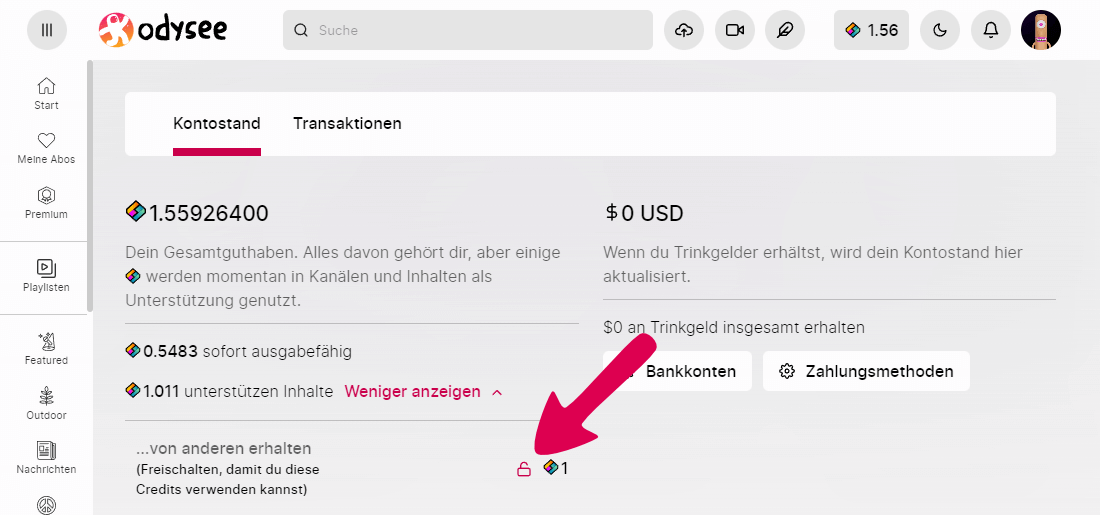 odysee
Suche
1.56
Start
Meine Abos
Premium
Playlisten
Featured
Outdoor
Nachrichten
Kontostand
Transaktionen
1.55926400
Dein Gesamtguthaben. Alles davon gehört dir, aber einige
werden momentan in Kanälen und Inhalten als
Unterstützung genutzt.
0.5483 sofort ausgabefähig
1.011 unterstützen Inhalte Weniger anzeigen
...von anderen erhalten
(Freischalten, damit du diese
Credits verwenden kannst)
1
$0 USD
Wenn du Trinkgelder erhältst, wird dein Kontostand hier
aktualisiert.
$0 an Trinkgeld insgesamt erhalten
Bankkonten
Zahlungsmethoden